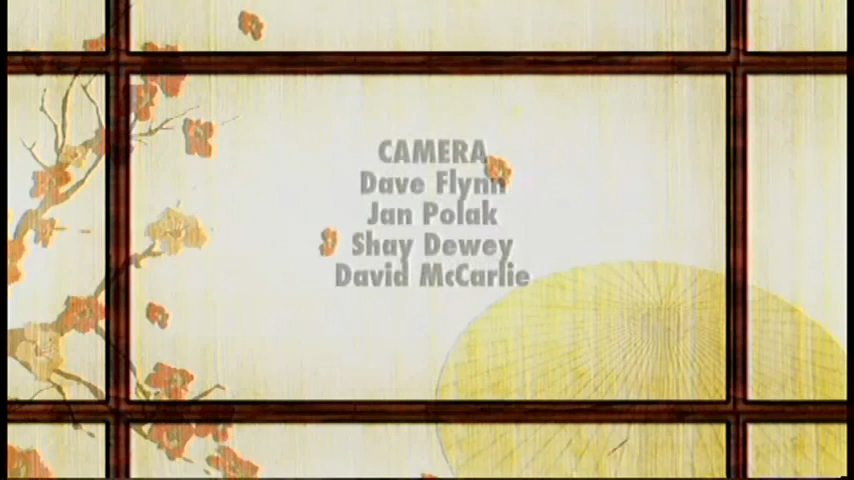 CAMERA
Dave Flynn
Jan Polak
Shay Dewey
David McCarlie